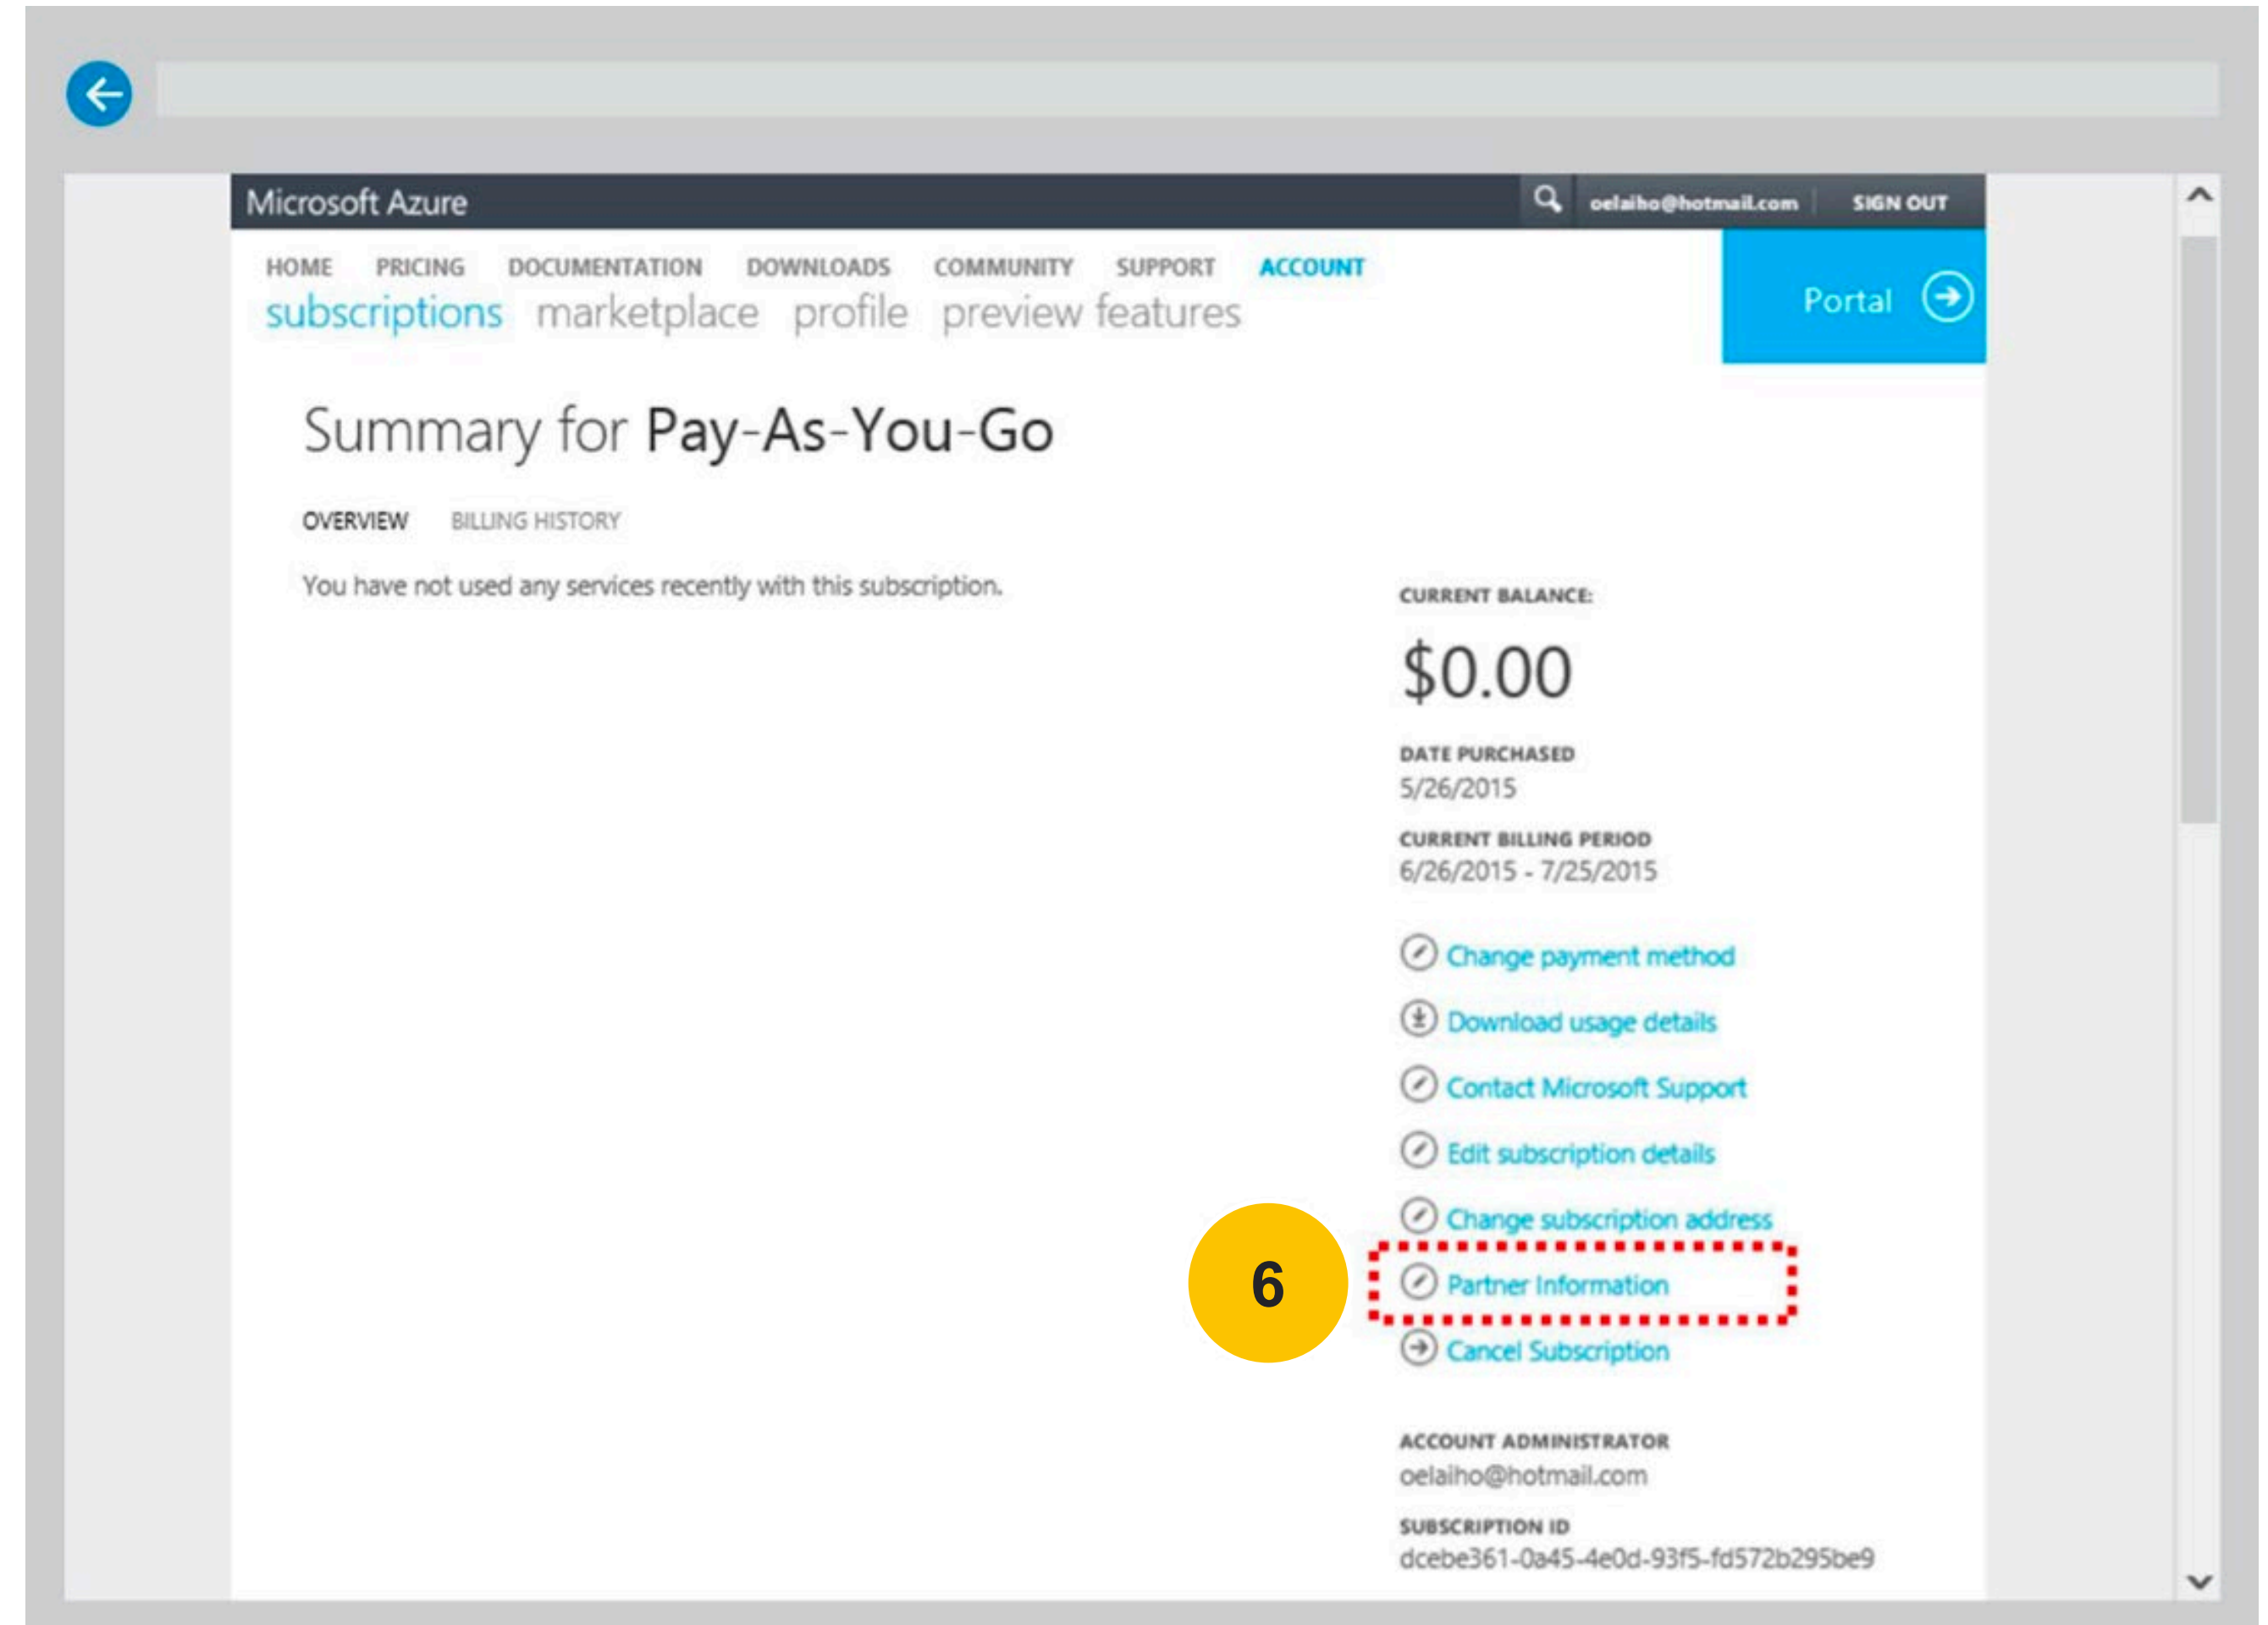 Microsoft Azure
oelaiho@hotmail.com SIGN OUT
HOME PRICING DOCUMENTATION DOWNLOADS COMMUNITY SUPPORT ACCOUNT
subscriptions marketplace profile preview features
Portal
Summary for Pay-As-You-Go
OVERVIEW BILLING HISTORY
You have not used any services recently with this subscription.
CURRENT BALANCE:
$0.00
DATE PURCHASED
5/26/2015
CURRENT BILLING PERIOD
6/26/2015 - 7/25/2015
Change payment method
Download usage details
Contact Microsoft Support
Edit subscription details
Change subscription address
6
Partner Information
Cancel Subscription
ACCOUNT ADMINISTRATOR
oelaiho@hotmail.com
SUBSCRIPTION ID
dcebe361-0a45-4e0d-93f5-fd572b295be9